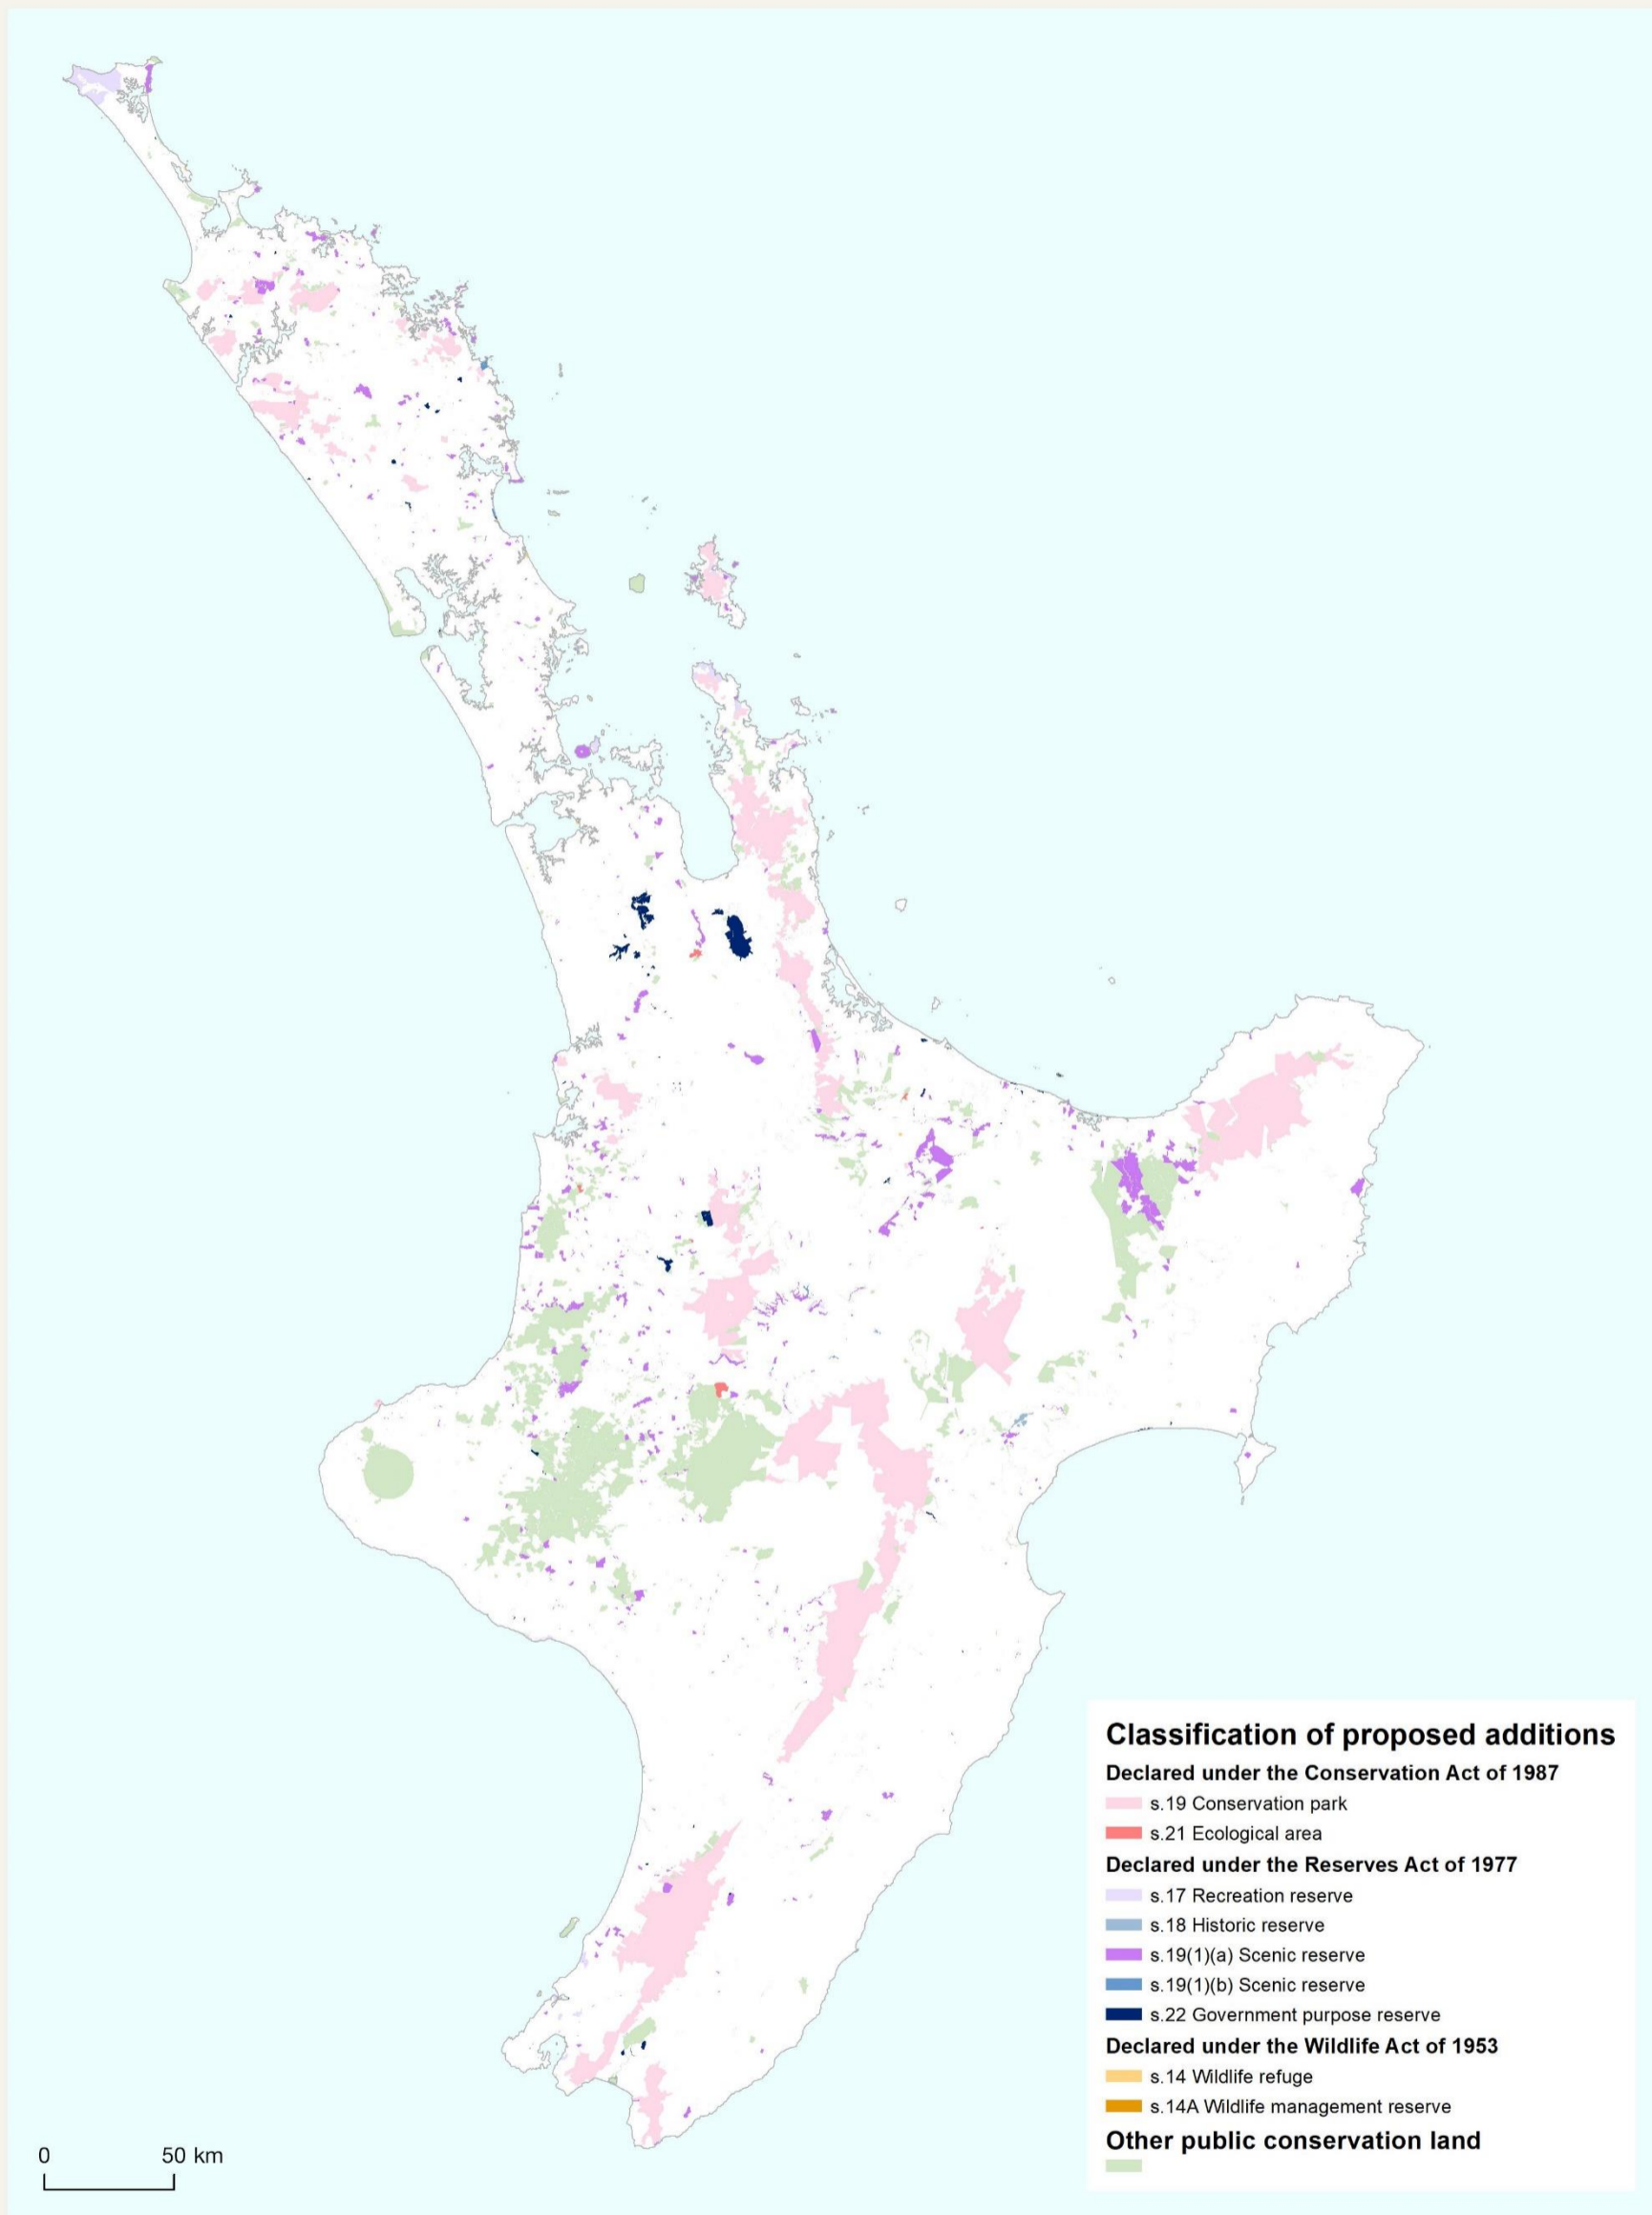 Classification of proposed additions
Declared under the Conservation Act of 1987
s.19 Conservation park
s.21 Ecological area
Declared under the Reserves Act of 1977
s.17 Recreation reserve
s.18 Historic reserve
s.19(1)(a) Scenic reserve
s.19(1)(b) Scenic reserve
s.22 Government purpose reserve
Declared under the Wildlife Act of 1953
s.14 Wildlife refuge
s.14A Wildlife management reserve
Other public conservation land
0 50 km